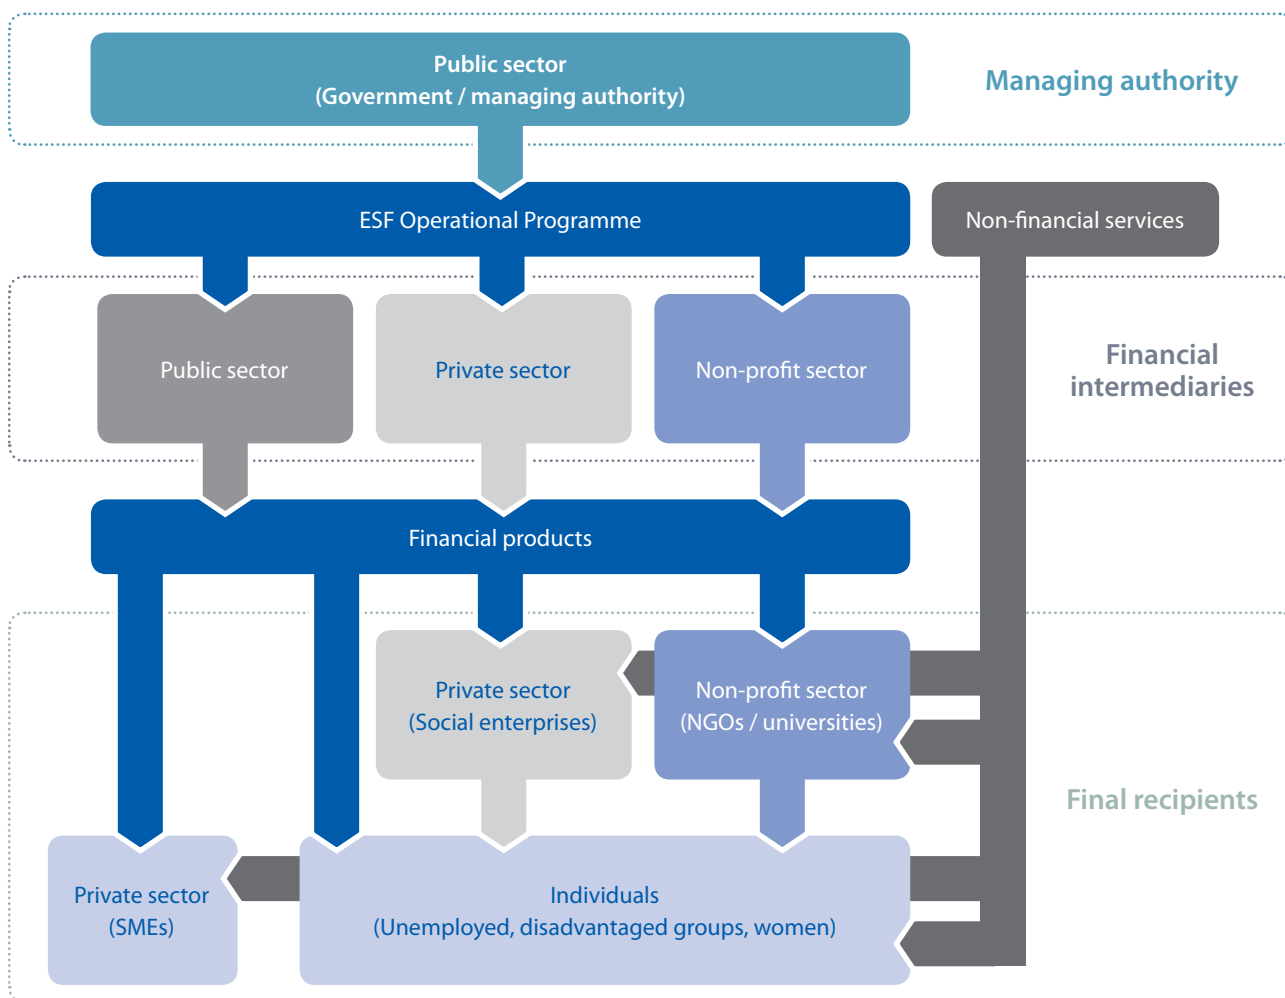 Public sector
(Government / managing authority)
Managing authority
ESF Operational Programme
Non-financial services
Public sector
Private sector
Non-profit sector
Financial
intermediaries
Financial products
Private sector
(Social enterprises)
Non-profit sector
(NGOs / universities)
Final recipients
Private sector
(SMEs)
Individuals
(Unemployed, disadvantaged groups, women)